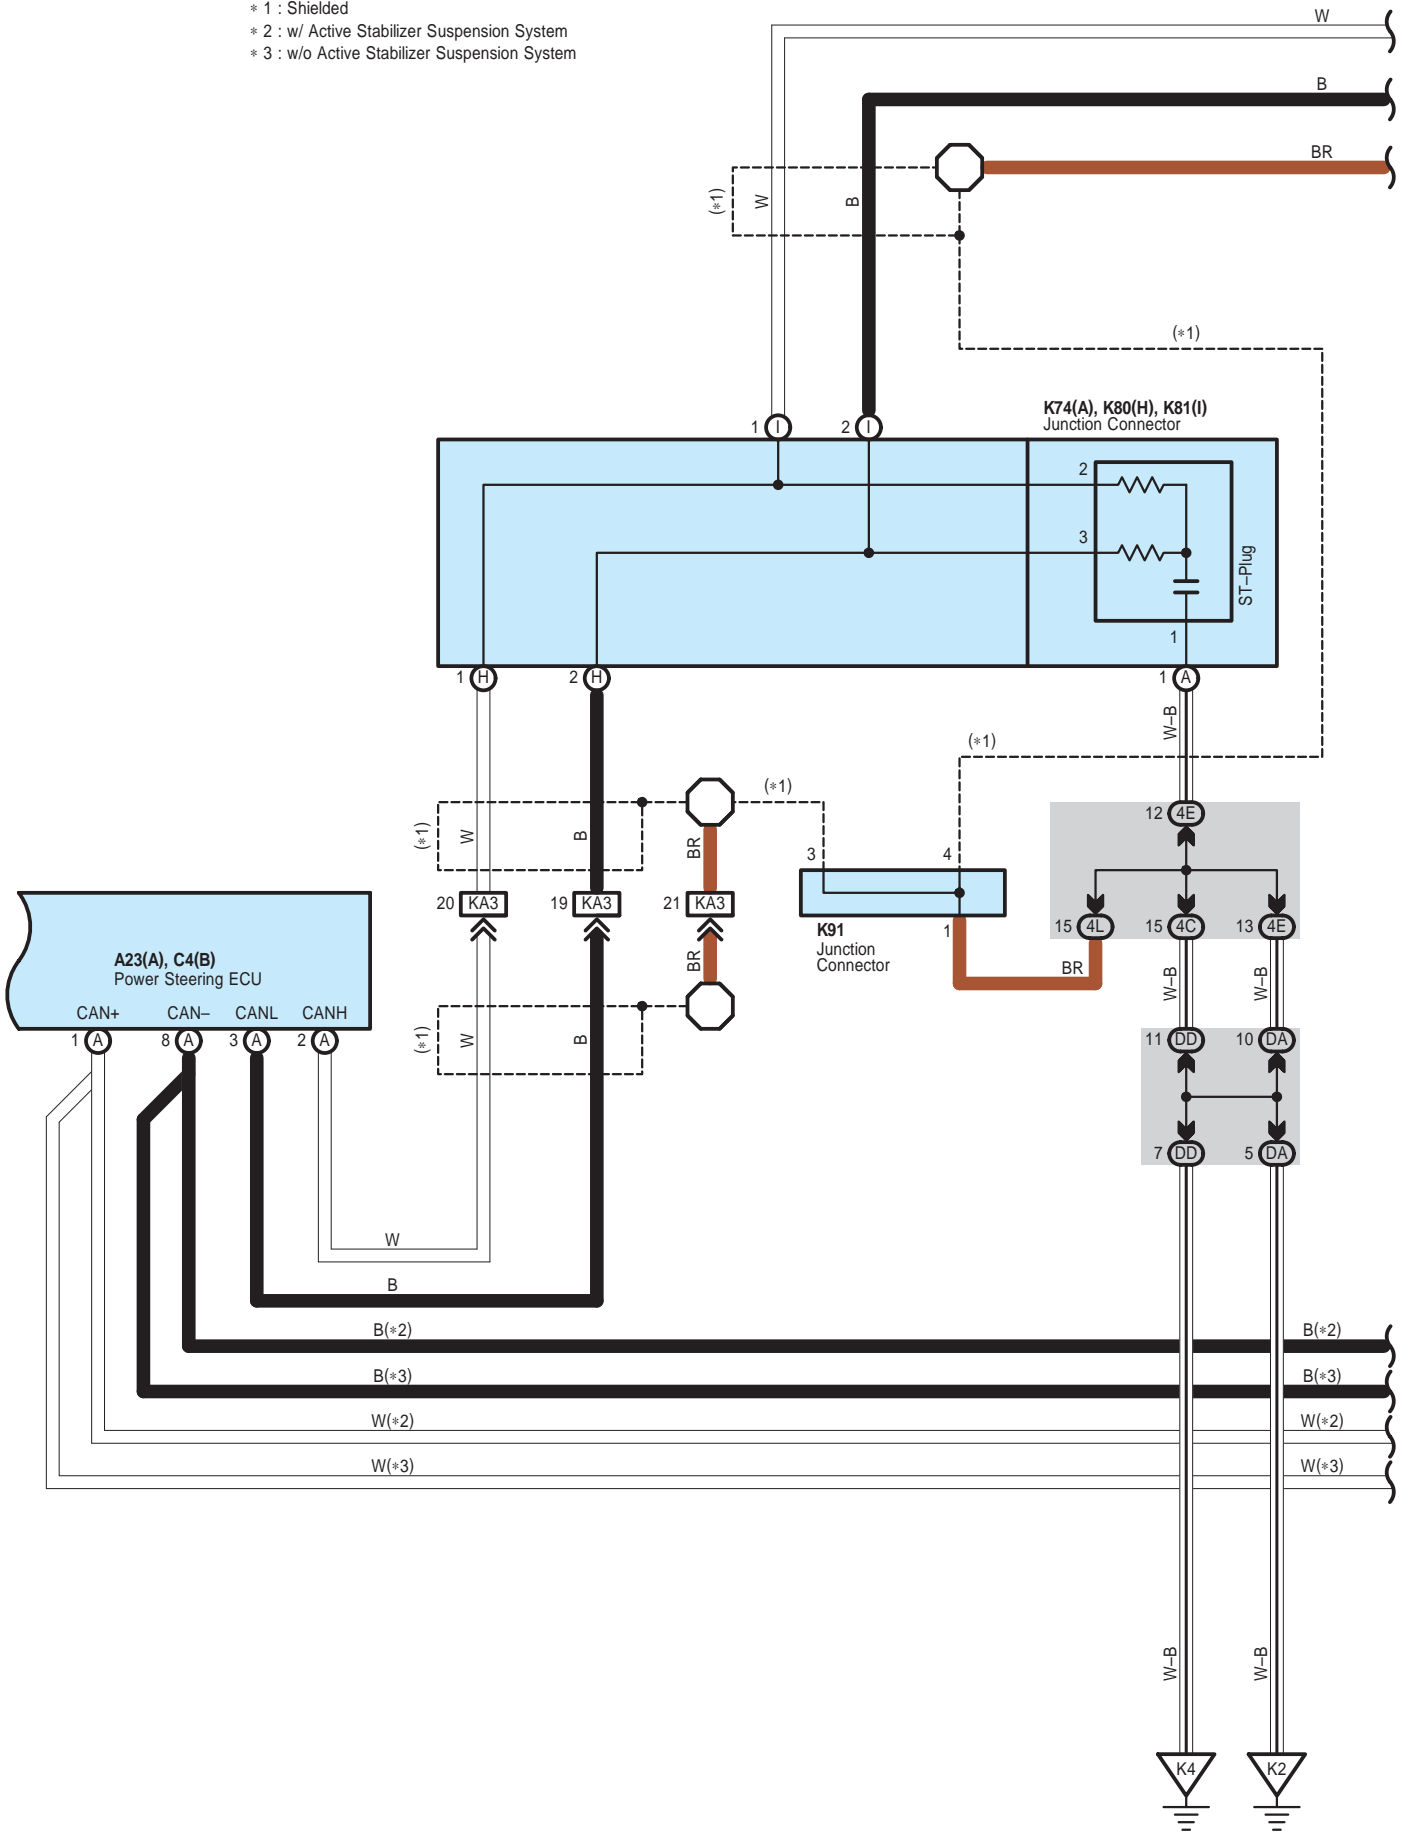 * 1 : Shielded
* 2 : w/ Active Stabilizer Suspension System
* 3 : w/o Active Stabilizer Suspension System
W
B
BR
(*1)
W
B
(*1)
K74(A), K80(H), K81(I)
Junction Connector
1 I
2 I
2
3
ST–Plug
1
1 H
2 H
1 A
W–B
(*1)
(*1)
(*1)
W
B
BR
12 4E
3
4
20 KA3
19 KA3
21 KA3
K91
Junction
Connector
1
15 4L
15 4C
13 4E
BR
BR
W–B
W–B
A23(A), C4(B)
Power Steering ECU
CAN+
CAN–
CANL
CANH
1 A
8 A
3 A
2 A
(*1)
W
B
11 DD
10 DA
7 DD
5 DA
W
B
B(*2)
B(*2)
B(*3)
B(*3)
W(*2)
W(*2)
W(*3)
W(*3)
W–B
W–B
K4
K2